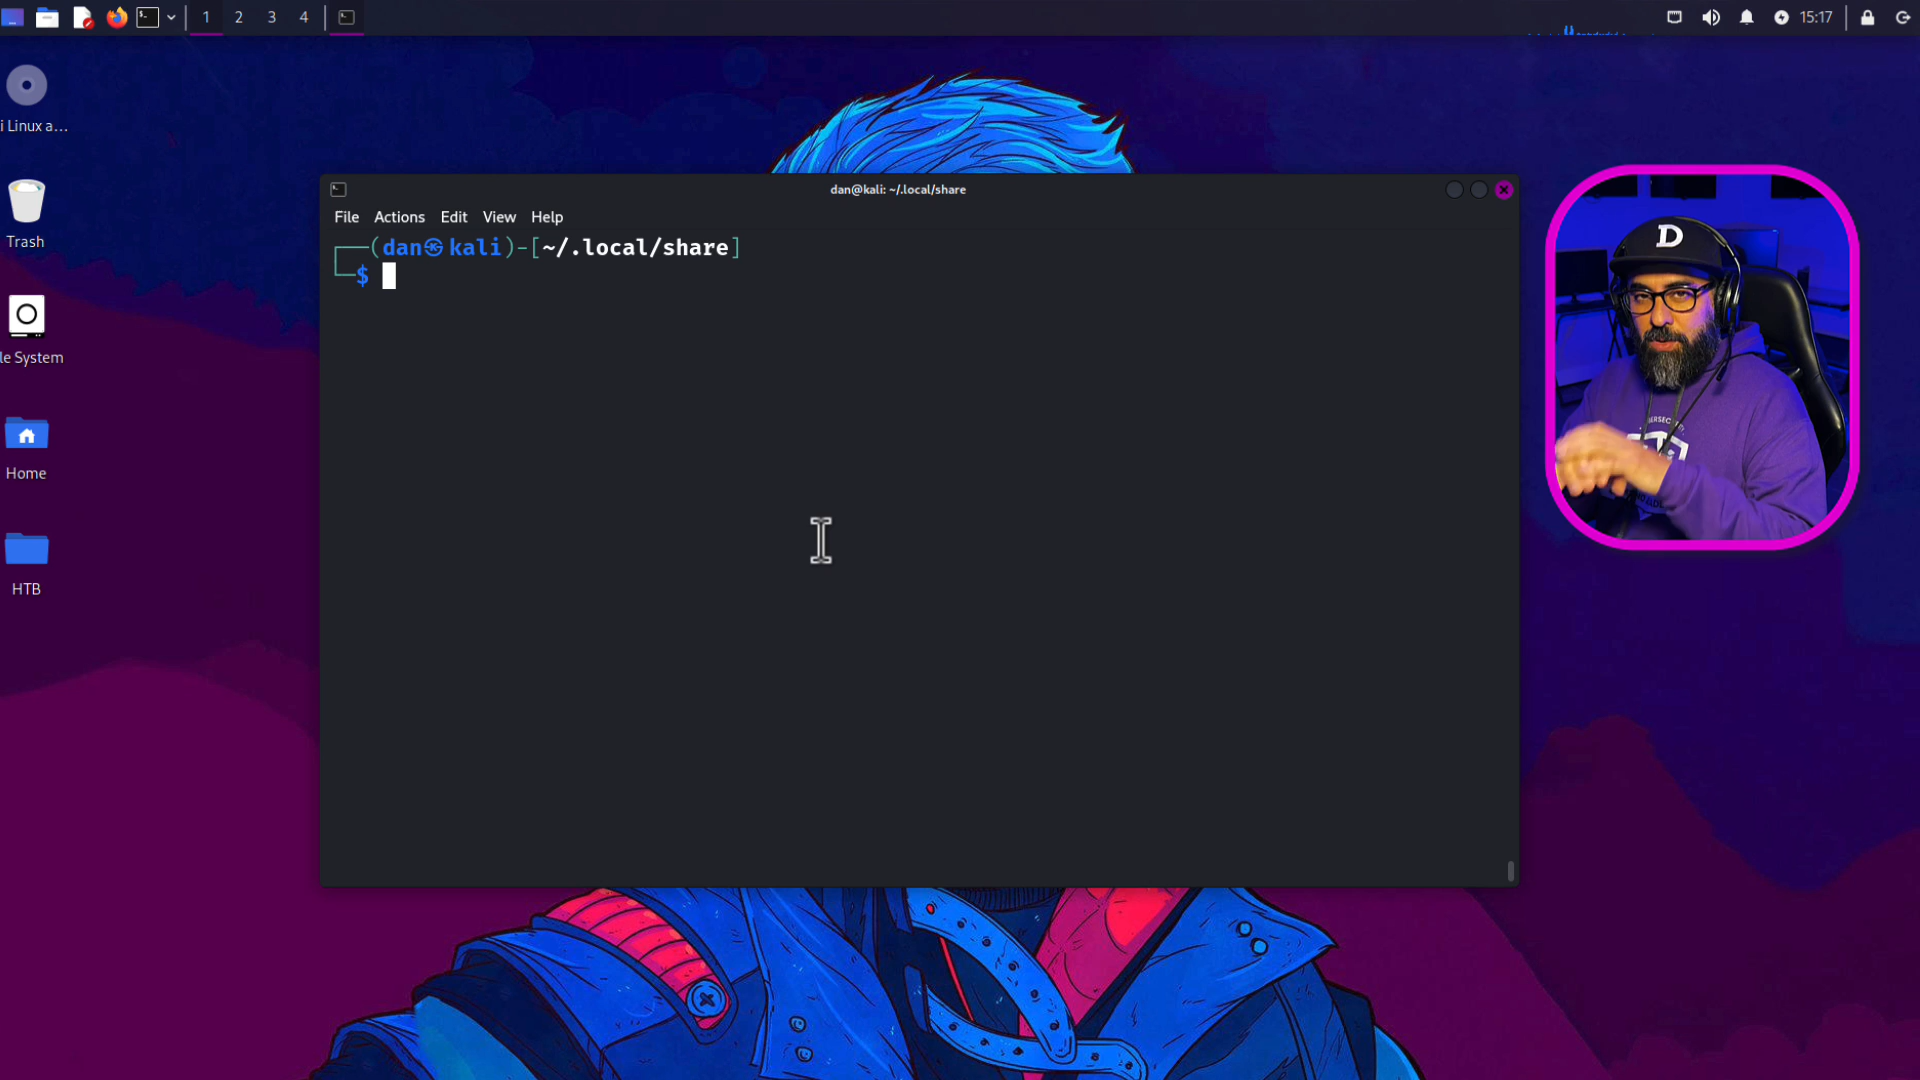 1 2 3 4
15:17
i Linux a...
Trash
le System
Home
HTB
dan@kali: ~/.local/share
File Actions Edit View Help
┌──(dan㉿kali)-[~/.local/share]
└─$
D